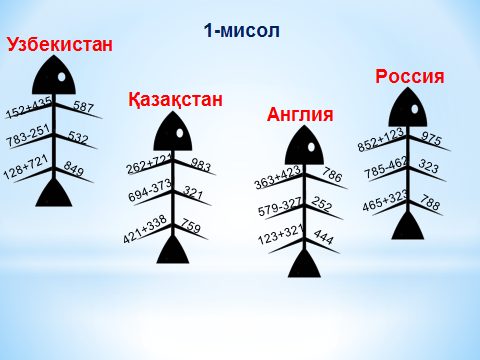 1-мисол
Узбекистан
152+435 587
783-251 532
128+721 849
Қазақстан
262+721 983
694-373 321
421+338 759
Англия
363+423 786
579-327 252
123+321 444
Россия
852+123 975
785-462 323
465+323 788